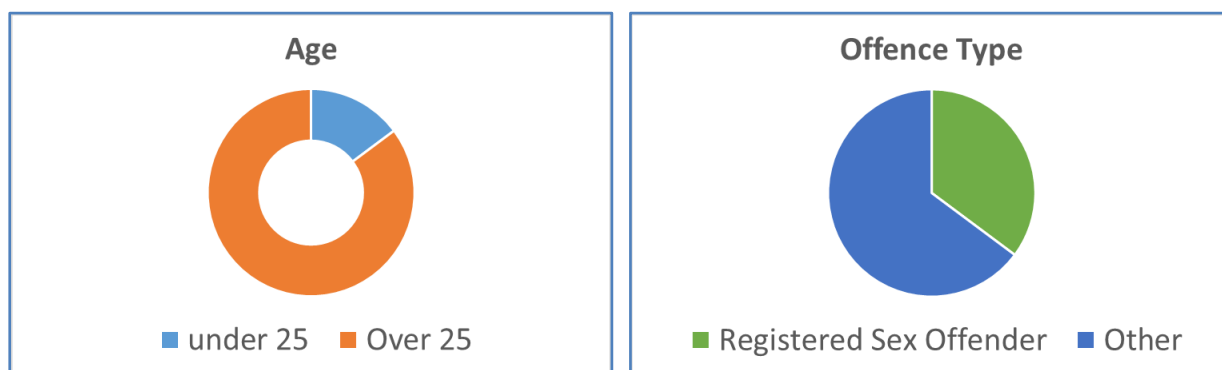 Age
under 25 Over 25
Offence Type
Registered Sex Offender Other